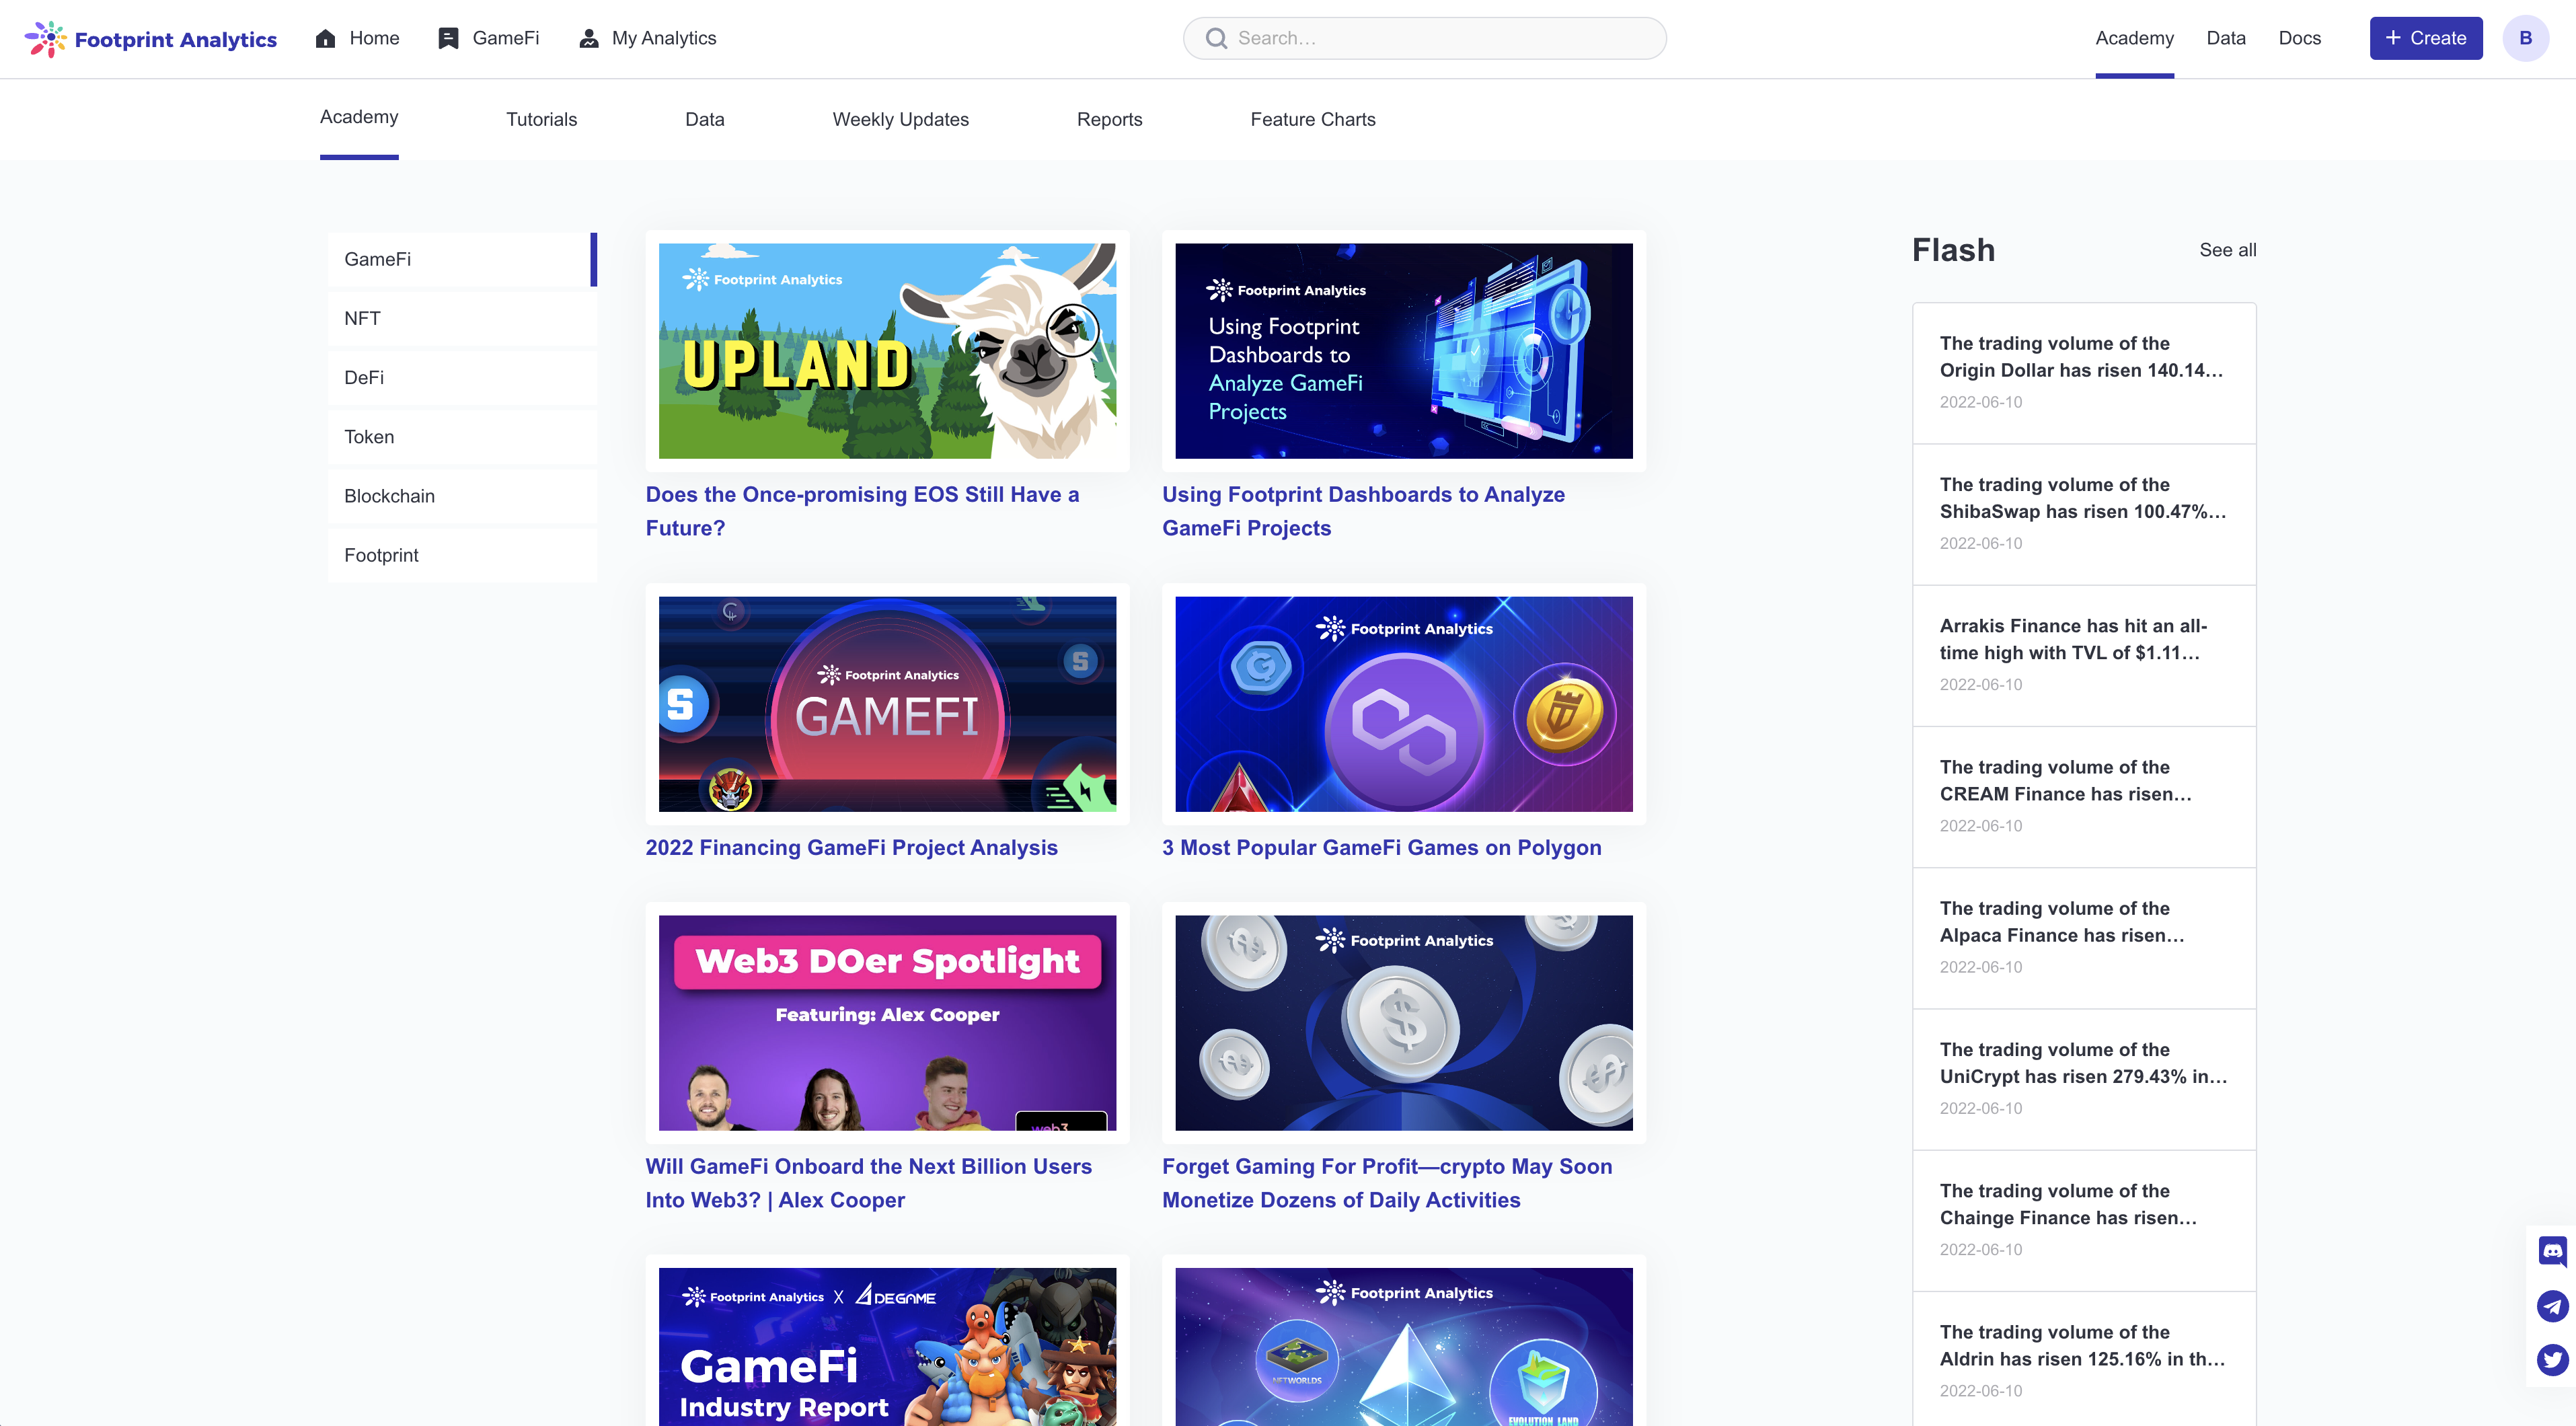 Footprint Analytics
Home
GameFi
My Analytics
Search...
Academy
Data
Docs
+ Create
B
Academy
Tutorials
Data
Weekly Updates
Reports
Feature Charts
GameFi
NFT
DeFi
Token
Blockchain
Footprint
Footprint Analytics
UPLAND
Does the Once-promising EOS Still Have a
Future?
Footprint Analytics
Using Footprint
Dashboards to
Analyze GameFi
Projects
Using Footprint Dashboards to Analyze
GameFi Projects
Footprint Analytics
GAMEFI
S
S
2022 Financing GameFi Project Analysis
Footprint Analytics
3 Most Popular GameFi Games on Polygon
Web3 DOer Spotlight
Featuring: Alex Cooper
web3
Will GameFi Onboard the Next Billion Users
Into Web3? | Alex Cooper
Footprint Analytics
Forget Gaming For Profit—crypto May Soon
Monetize Dozens of Daily Activities
Footprint Analytics X DEGAME
GameFi
Industry Report
Footprint Analytics
NFTWORLDS
EVOLUTION LAND
Flash
See all
The trading volume of the
Origin Dollar has risen 140.14...
2022-06-10
The trading volume of the
ShibaSwap has risen 100.47%...
2022-06-10
Arrakis Finance has hit an all-
time high with TVL of $1.11...
2022-06-10
The trading volume of the
CREAM Finance has risen...
2022-06-10
The trading volume of the
Alpaca Finance has risen...
2022-06-10
The trading volume of the
UniCrypt has risen 279.43% in...
2022-06-10
The trading volume of the
Chainge Finance has risen...
2022-06-10
The trading volume of the
Aldrin has risen 125.16% in th...
2022-06-10